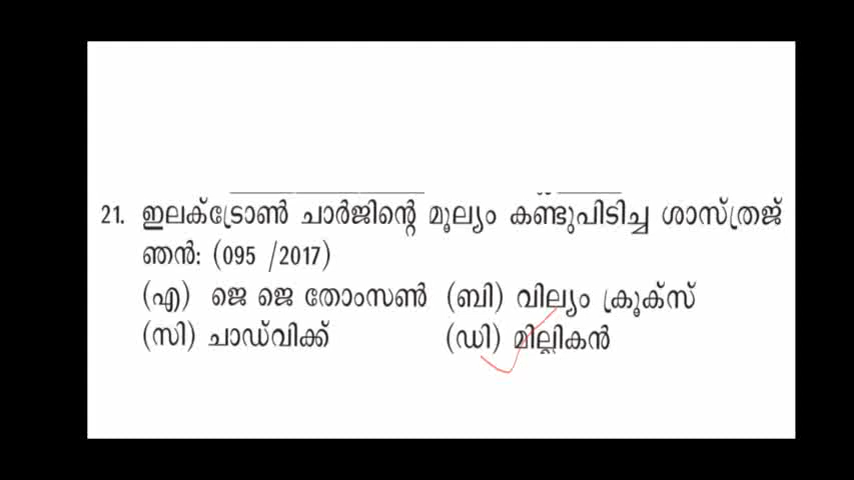 21. ഇലക്ട്രോൺ ചാർജിന്റെ മൂല്യം കണ്ടുപിടിച്ച ശാസ്ത്രജ്
ഞൻ: (095 /2017)
(എ) ജെ ജെ തോംസൺ (ബി) വില്യം ക്രൂക്സ്
(സി) ചാഡ്‌വിക്ക് (ഡി) മില്ലികൻ